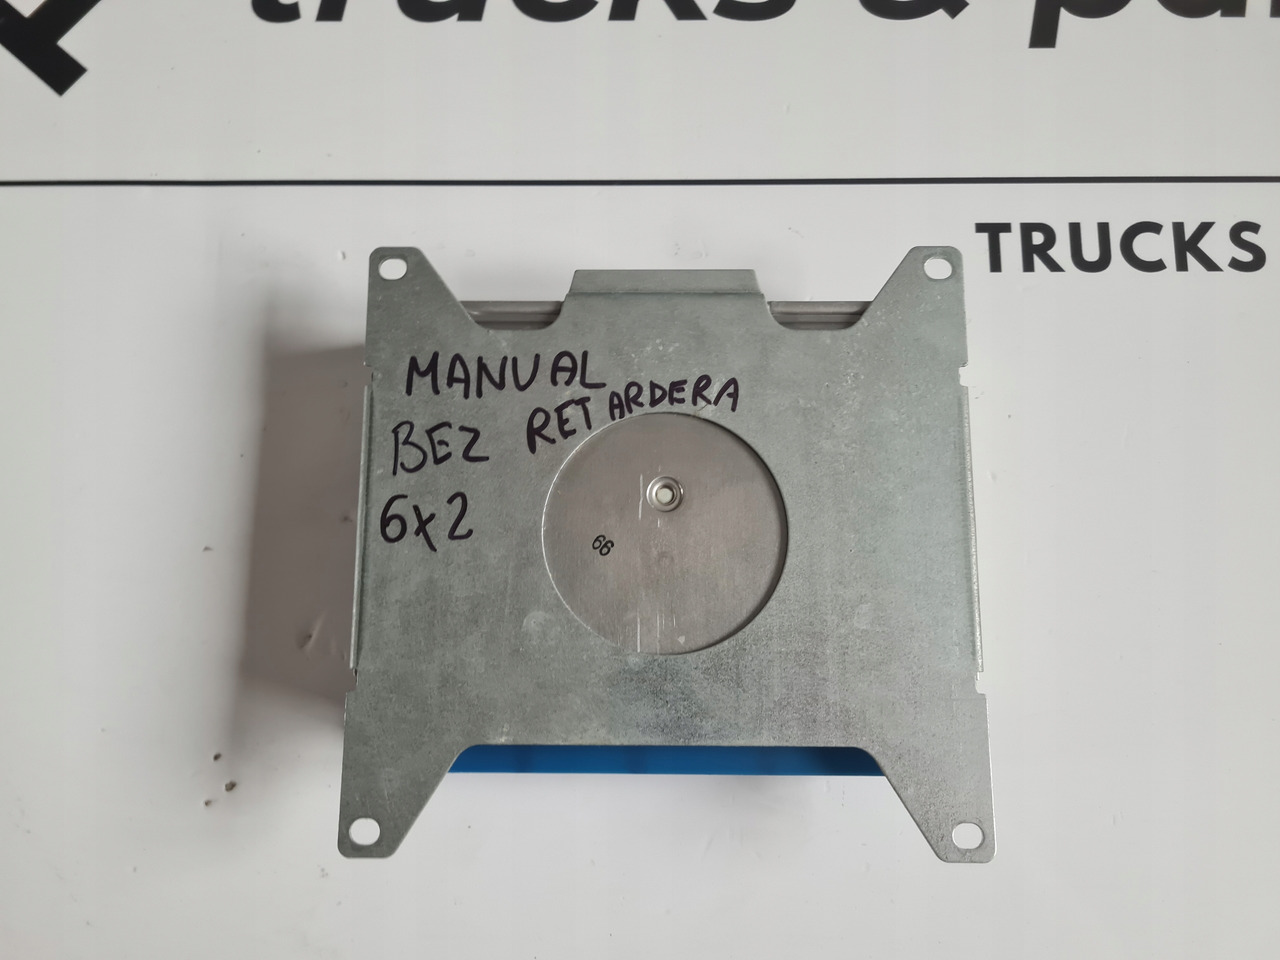 trucks & pa
TRUCKS
MANUAL
BEZ RETARDERA
6x2
66